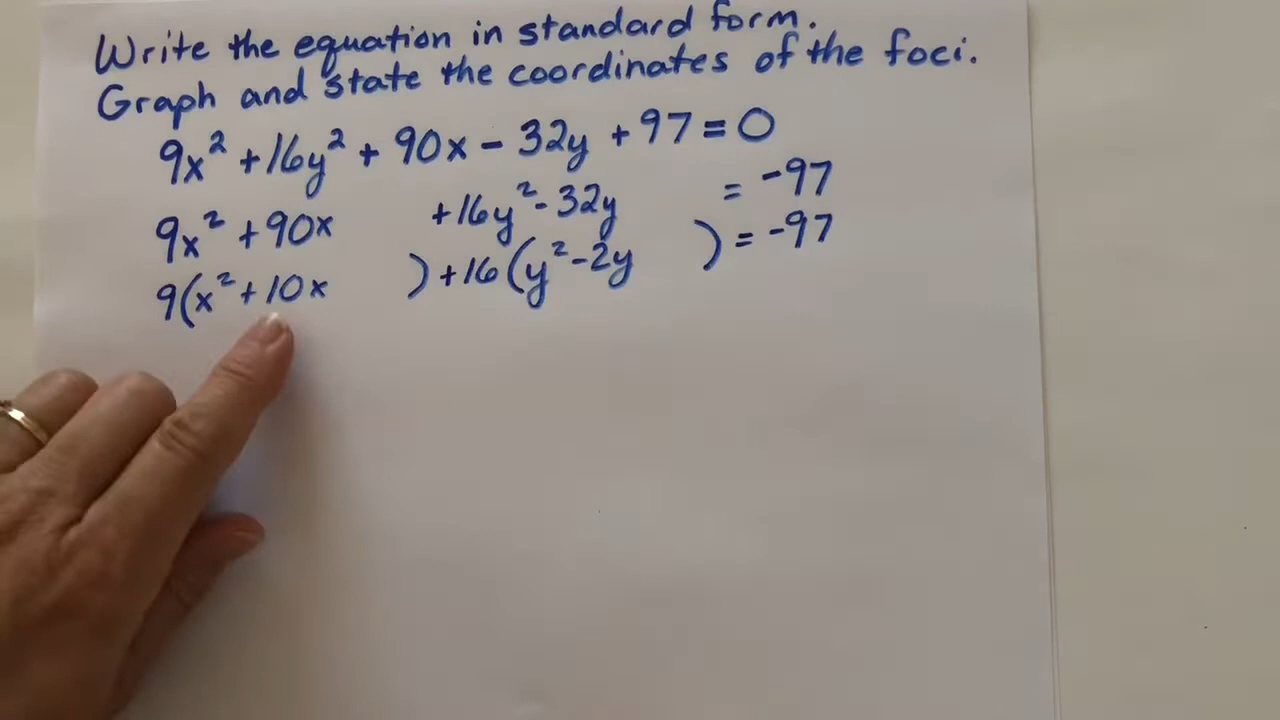 Write the equation in standard form.
Graph and state the coordinates of the foci.
9x² + 16y² + 90x - 32y + 97 = 0
9x² + 90x + 16y² - 32y = -97
9(x² + 10x ) + 16(y² - 2y ) = -97